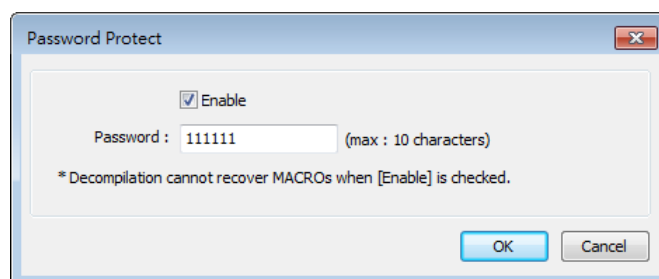 Password Protect
Enable
Password : 111111 (max : 10 characters)
* Decompilation cannot recover MACROs when [Enable] is checked.
OK Cancel